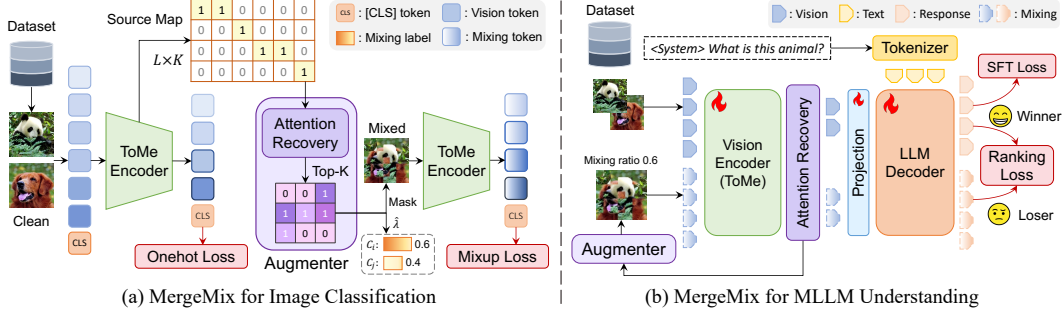 Dataset
Clean
CLS
ToMe
Encoder
Source Map
L×K
1 1 0 0 0 0
0 0 1 0 0 0
0 0 0 1 1 0
0 0 0 0 0 1
CLS
Onehot Loss
: [CLS] token
: Vision token
: Mixing label
: Mixing token
Attention
Recovery
Top-K
0 0 1
1 1 1
1 0 0
Augmenter
Mixed
Mask
λ̂
C_i: 0.6
C_j: 0.4
ToMe
Encoder
CLS
Mixup Loss
(a) MergeMix for Image Classification
: Vision
: Text
: Response
: Mixing
Dataset
<System> What is this animal?
Tokenizer
Mixing ratio 0.6
Augmenter
Vision
Encoder
(ToMe)
Attention Recovery
Projection
LLM
Decoder
SFT Loss
Winner
Ranking
Loss
Loser
(b) MergeMix for MLLM Understanding